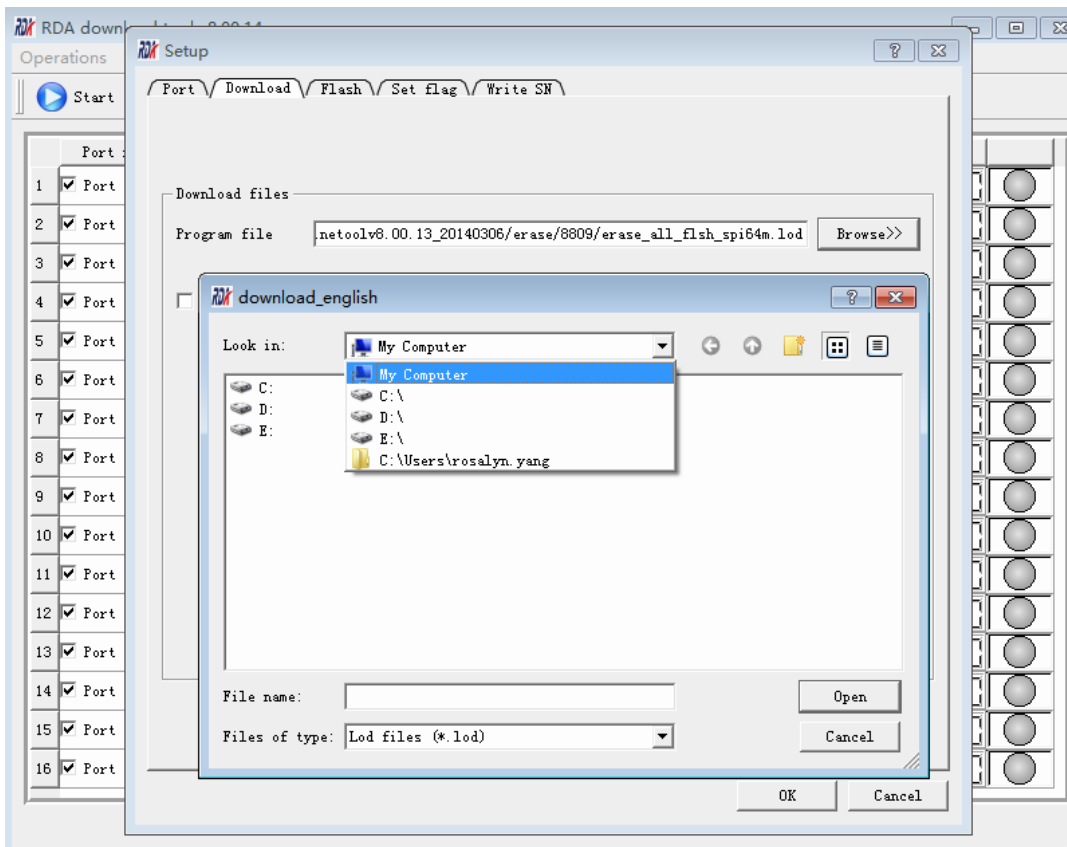 RDA down
Setup
Operations
Port Download Flash Set flag Write SN
Start
Port
1 Port
Download files
2 Port
Program file .netoolv8.00.13_20140306/erase/8809/erase_all_flsh_spi64m.lod Browse>>
3 Port
4 Port
download_english
5 Port
Look in: My Computer
6 Port
My Computer
C: C:\
7 Port
D: D:\
E: E:\
8 Port
C:\Users\rosalyn.yang
9 Port
10 Port
11 Port
12 Port
13 Port
14 Port
File name: Open
15 Port
Files of type: Lod files (*.lod) Cancel
16 Port
OK Cancel